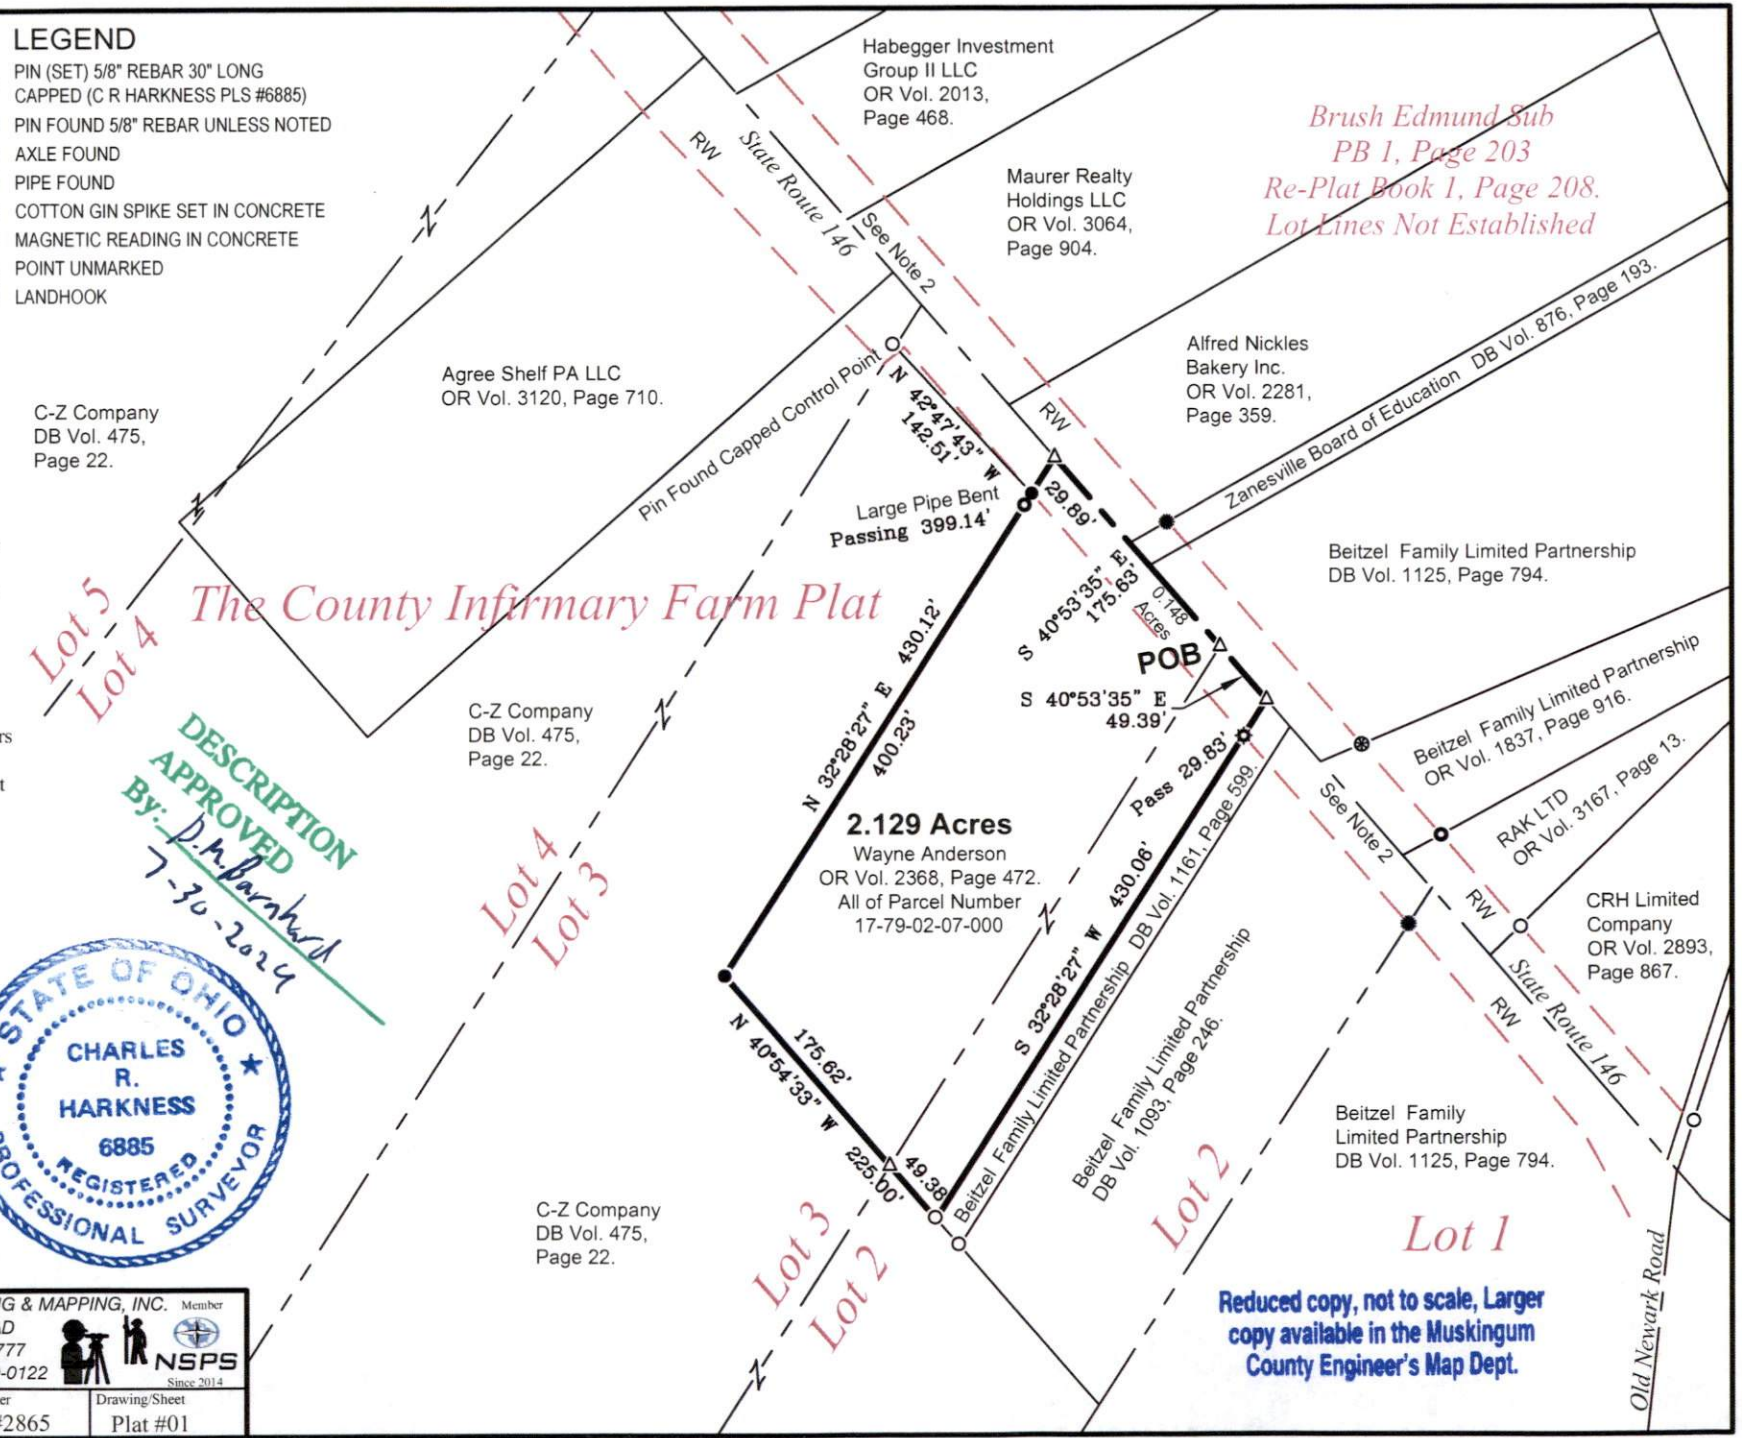 LEGEND
PIN (SET) 5/8" REBAR 30" LONG
CAPPED (C R HARKNESS PLS #6885)
PIN FOUND 5/8" REBAR UNLESS NOTED
AXLE FOUND
PIPE FOUND
COTTON GIN SPIKE SET IN CONCRETE
MAGNETIC READING IN CONCRETE
POINT UNMARKED
LANDHOOK
Habegger Investment
Group II LLC
OR Vol. 2013,
Page 468.
Brush Edmund Sub
PB 1, Page 203
Re-Plat Book 1, Page 208.
Lot Lines Not Established
RW
State Route 146
See Note 2
Maurer Realty
Holdings LLC
OR Vol. 3064,
Page 904.
Alfred Nickles
Bakery Inc.
OR Vol. 2281,
Page 359.
Zanesville Board of Education DB Vol. 876, Page 193.
Agree Shelf PA LLC
OR Vol. 3120, Page 710.
C-Z Company
DB Vol. 475,
Page 22.
Pin Found Capped Control Point
N 42°47'43" W
142.51'
RW
Large Pipe Bent
Passing 399.14'
29.89'
Beitzel Family Limited Partnership
DB Vol. 1125, Page 794.
The County Infirmary Farm Plat
Lot 5
Lot 4
S 40°53'35" E
175.63'
0.148
Acres
POB
S 40°53'35" E
49.39'
N 32°28'27" E 430.12'
400.23'
Pass 29.83'
Beitzel Family Limited Partnership
OR Vol. 1837, Page 916.
RAK LTD
OR Vol. 3167, Page 13.
See Note 2
CRH Limited
Company
OR Vol. 2893,
Page 867.
RW
State Route 146
RW
C-Z Company
DB Vol. 475,
Page 22.
rs
t
DESCRIPTION
APPROVED
By: D.M. Barnhard
7-30-2024
2.129 Acres
Wayne Anderson
OR Vol. 2368, Page 472.
All of Parcel Number
17-79-02-07-000
Lot 4
Lot 3
S 32°28'27" W 430.06'
Beitzel Family Limited Partnership DB Vol. 1161, Page 599.
Beitzel Family Limited Partnership
DB Vol. 1093, Page 246.
175.62'
N 40°54'33" W
225.00'
49.38'
STATE OF OHIO
CHARLES
R.
HARKNESS
6885
REGISTERED
PROFESSIONAL SURVEYOR
C-Z Company
DB Vol. 475,
Page 22.
Lot 3
Lot 2
Lot 2
Beitzel Family
Limited Partnership
DB Vol. 1125, Page 794.
Lot 1
Old Newark Road
Reduced copy, not to scale, Larger
copy available in the Muskingum
County Engineer's Map Dept.
G & MAPPING, INC.
Member
AD
777
-0122
NSPS
Since 2014
er
#2865
Drawing/Sheet
Plat #01